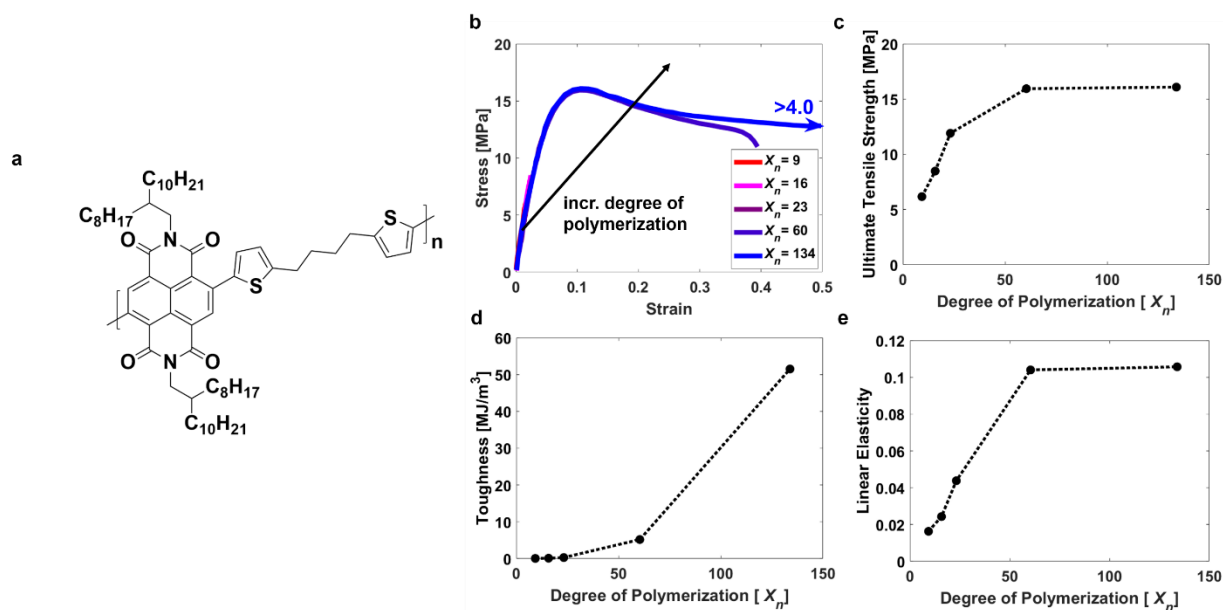 a
C10H21
C8H17
O
N
O
S
S
n
O
N
O
C8H17
C10H21
b
Stress [MPa]
20
15
10
5
0
0
0.1
0.2
0.3
0.4
0.5
Strain
>4.0
incr. degree of
polymerization
Xn = 9
Xn = 16
Xn = 23
Xn = 60
Xn = 134
c
Ultimate Tensile Strength [MPa]
20
15
10
5
0
0
50
100
150
Degree of Polymerization [ Xn]
d
Toughness [MJ/m³]
60
50
40
30
20
10
0
0
50
100
150
Degree of Polymerization [ Xn]
e
Linear Elasticity
0.12
0.1
0.08
0.06
0.04
0.02
0
0
50
100
150
Degree of Polymerization [ Xn]